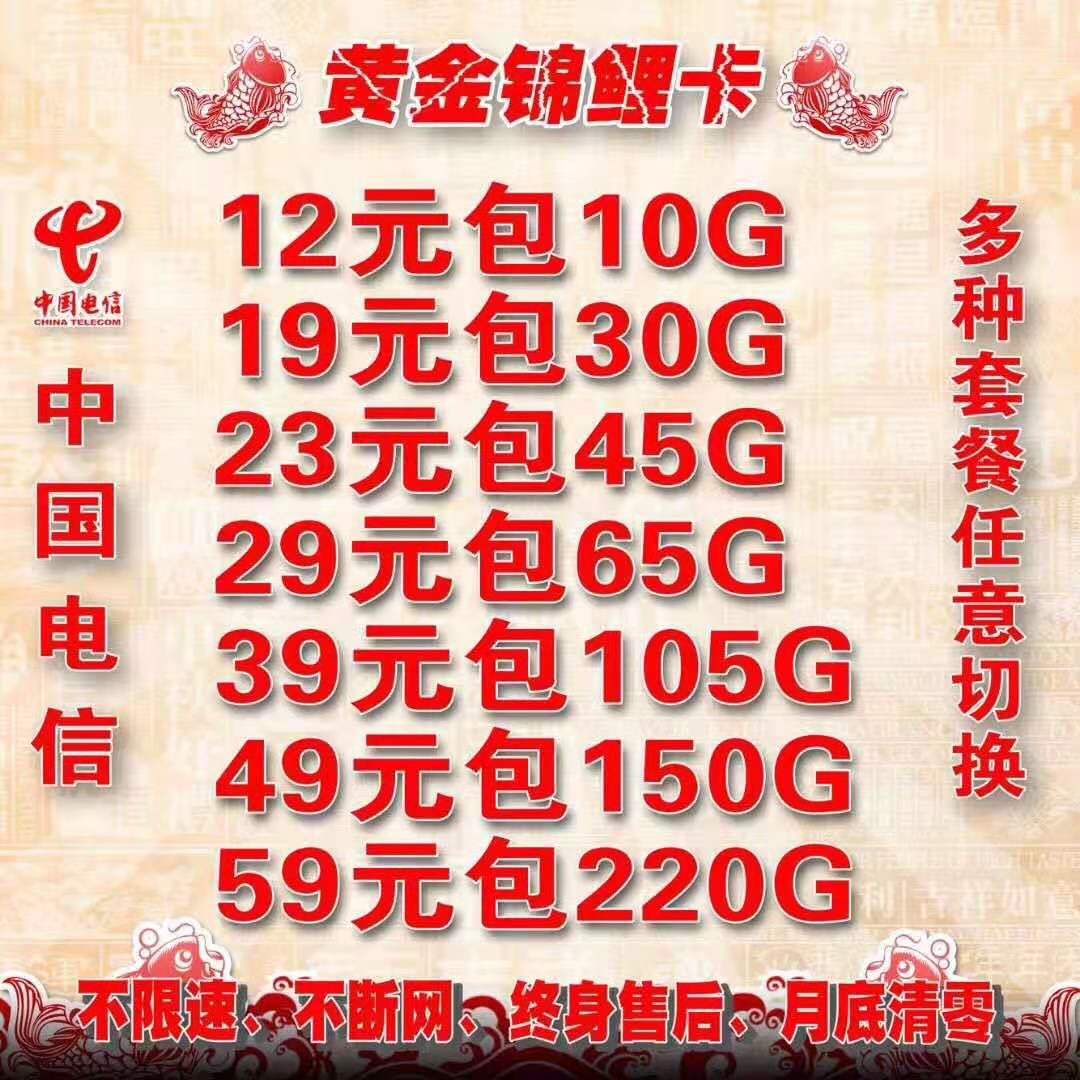 黄金锦鲤卡
中国电信
CHINA TELECOM
中国电信
12元包10G
19元包30G
23元包45G
29元包65G
39元包105G
49元包150G
59元包220G
多种套餐任意切换
不限速、不断网、终身售后、月底清零